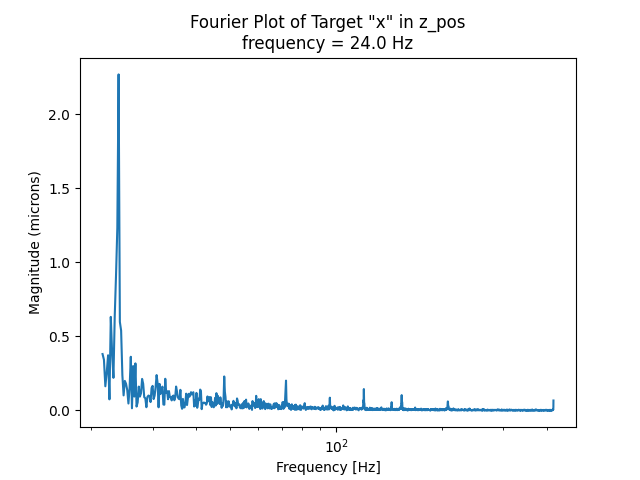 Fourier Plot of Target "x" in z_pos
frequency = 24.0 Hz
Magnitude (microns)
2.0
1.5
1.0
0.5
0.0
10²
Frequency [Hz]